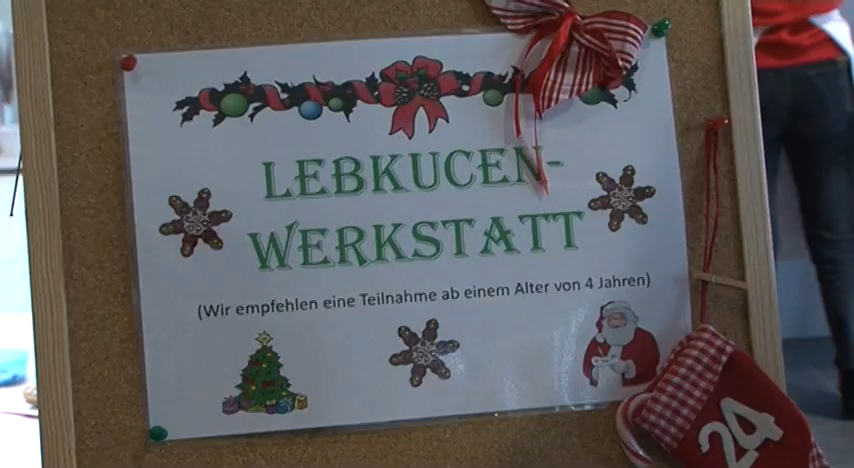 LEBKUCEN-
WERKSTATT
(Wir empfehlen eine Teilnahme ab einem Alter von 4 Jahren)
24